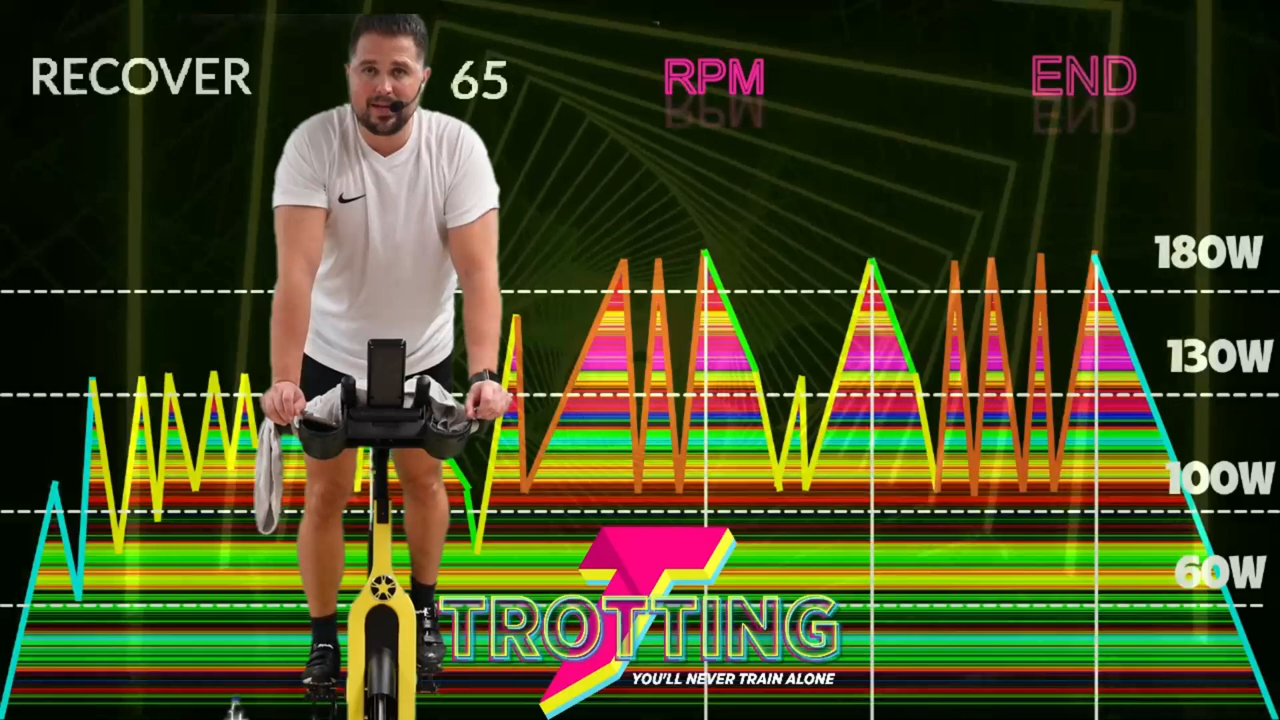 RECOVER
65
RPM
END
180W
130W
100W
60W
TROTTING
YOU'LL NEVER TRAIN ALONE